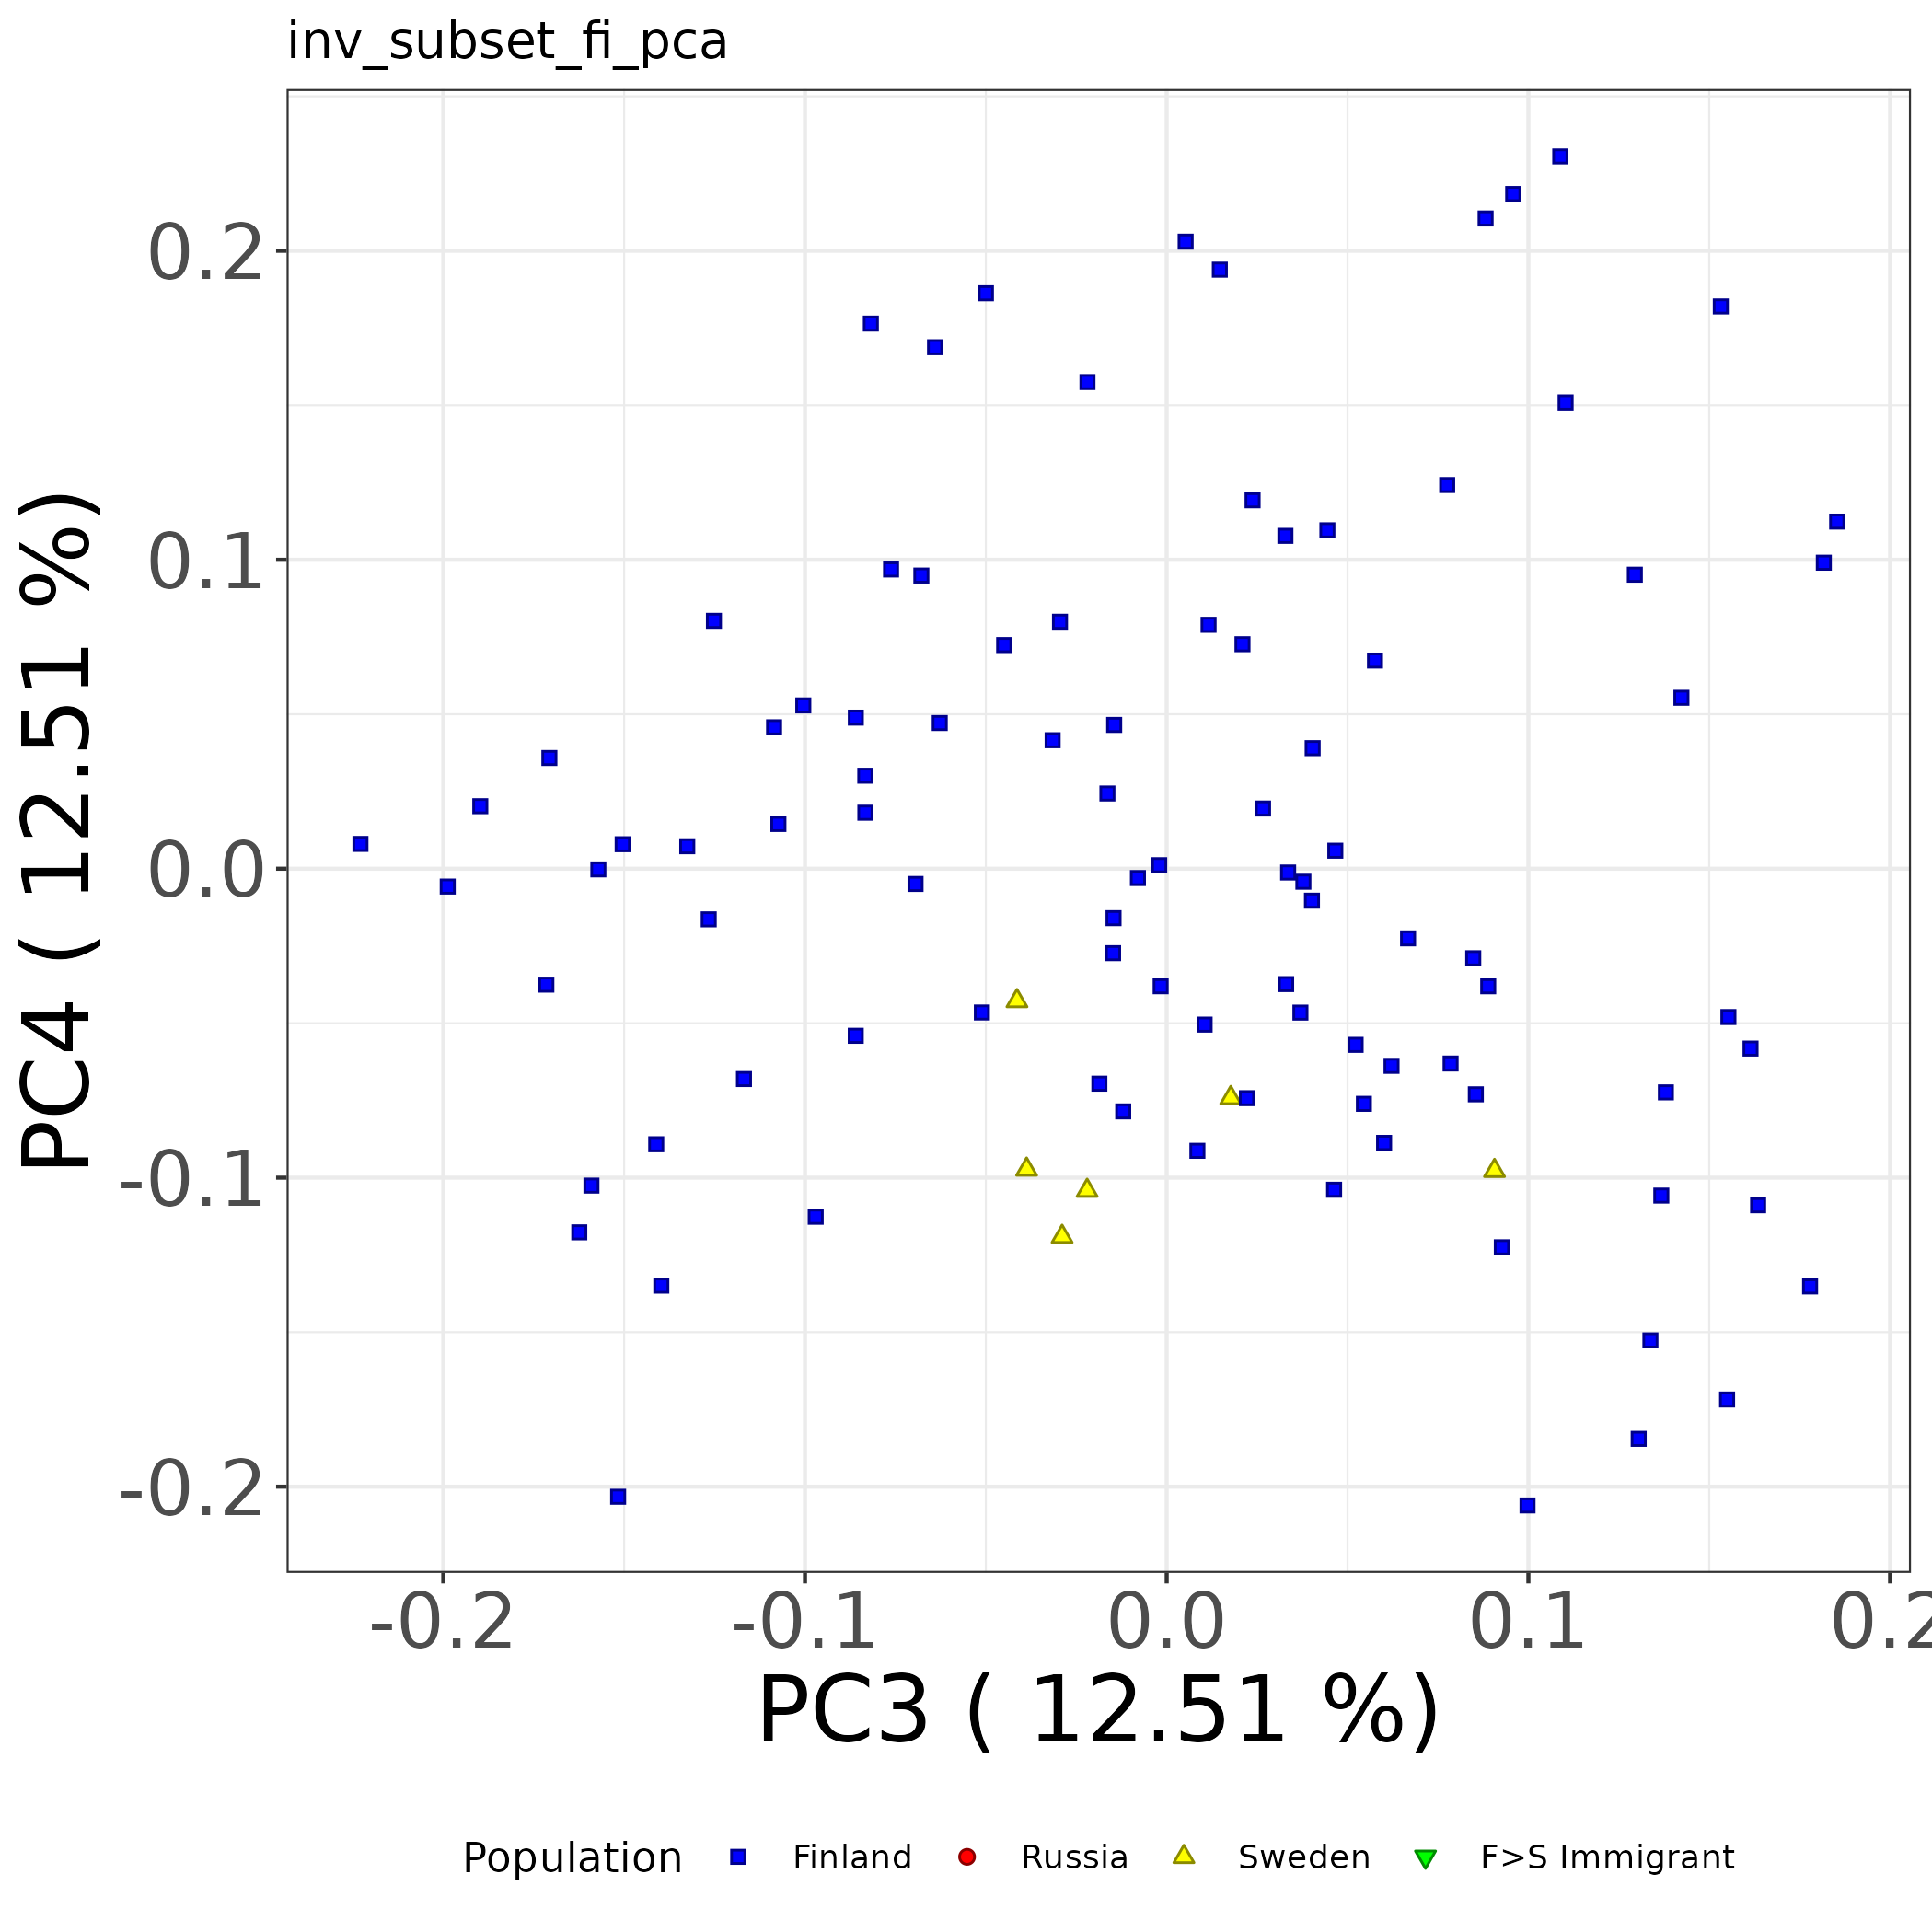 inv_subset_fi_pca
PC4 ( 12.51 %)
0.2
0.1
0.0
-0.1
-0.2
-0.2 -0.1 0.0 0.1 0.2
PC3 ( 12.51 %)
Population Finland Russia Sweden F>S Immigrant